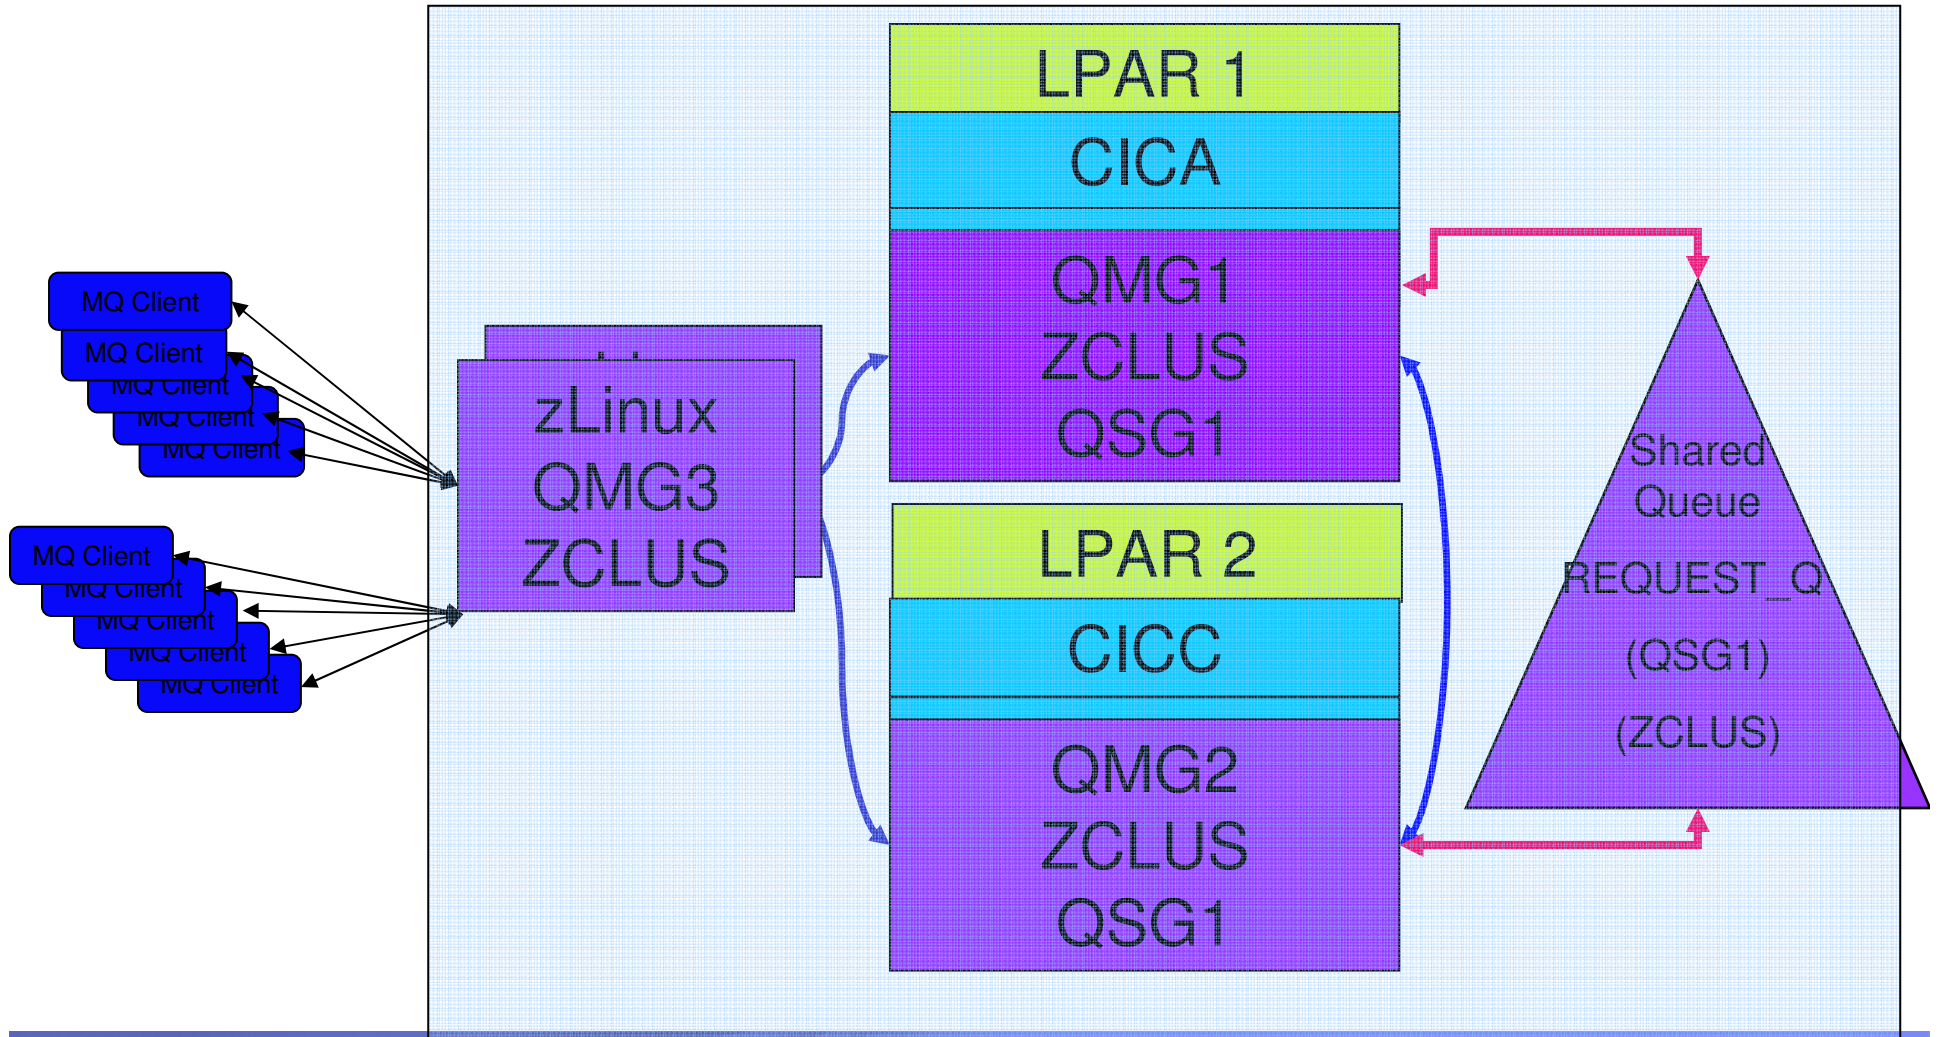 MQ Client
MQ Client
MQ Client
MQ Client
MQ Client
MQ Client
MQ Client
MQ Client
MQ Client
MQ Client
zLinux
QMG3
ZCLUS
LPAR 1
CICA
QMG1
ZCLUS
QSG1
LPAR 2
CICC
QMG2
ZCLUS
QSG1
Shared
Queue
REQUEST_Q
(QSG1)
(ZCLUS)